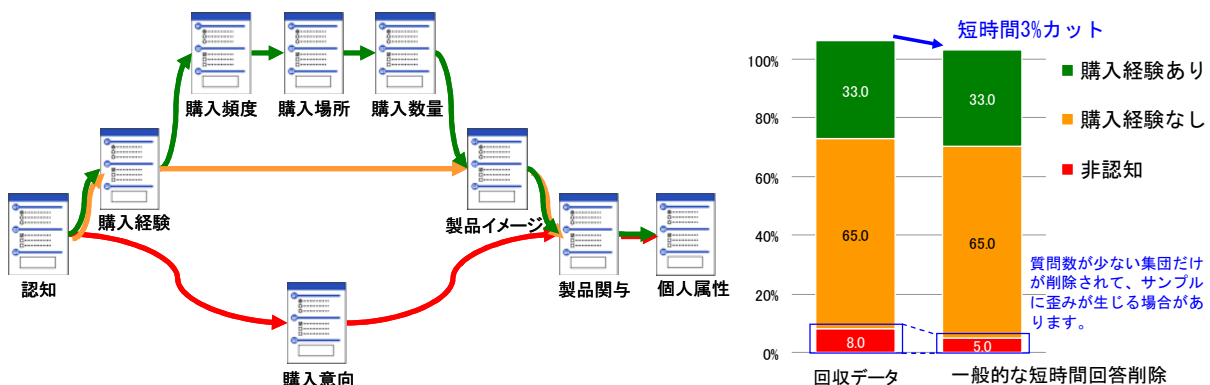 購入頻度
購入場所
購入数量
購入経験
製品イメージ
認知
製品関与
個人属性
購入意向
短時間3%カット
100%
80%
60%
40%
20%
0%
33.0
33.0
65.0
65.0
8.0
5.0
購入経験あり
購入経験なし
非認知
質問数が少ない集団だけ
が削除されて、サンプル
に歪みが生じる場合があ
ります。
回収データ
一般的な短時間回答削除